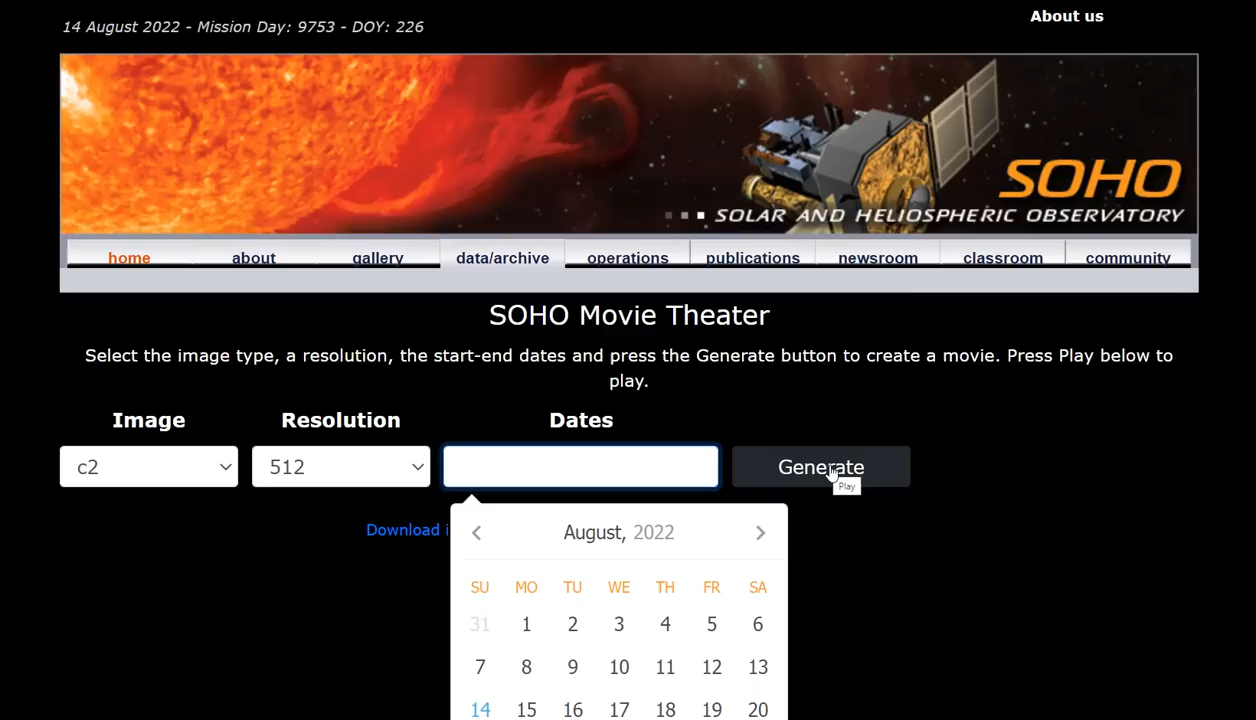 14 August 2022 - Mission Day: 9753 - DOY: 226
About us
SOHO
SOLAR AND HELIOSPHERIC OBSERVATORY
home about gallery data/archive operations publications newsroom classroom community
SOHO Movie Theater
Select the image type, a resolution, the start-end dates and press the Generate button to create a movie. Press Play below to
play.
Image Resolution Dates
c2 512 Generate
Play
Download i
August, 2022
SU MO TU WE TH FR SA
31 1 2 3 4 5 6
7 8 9 10 11 12 13
14 15 16 17 18 19 20